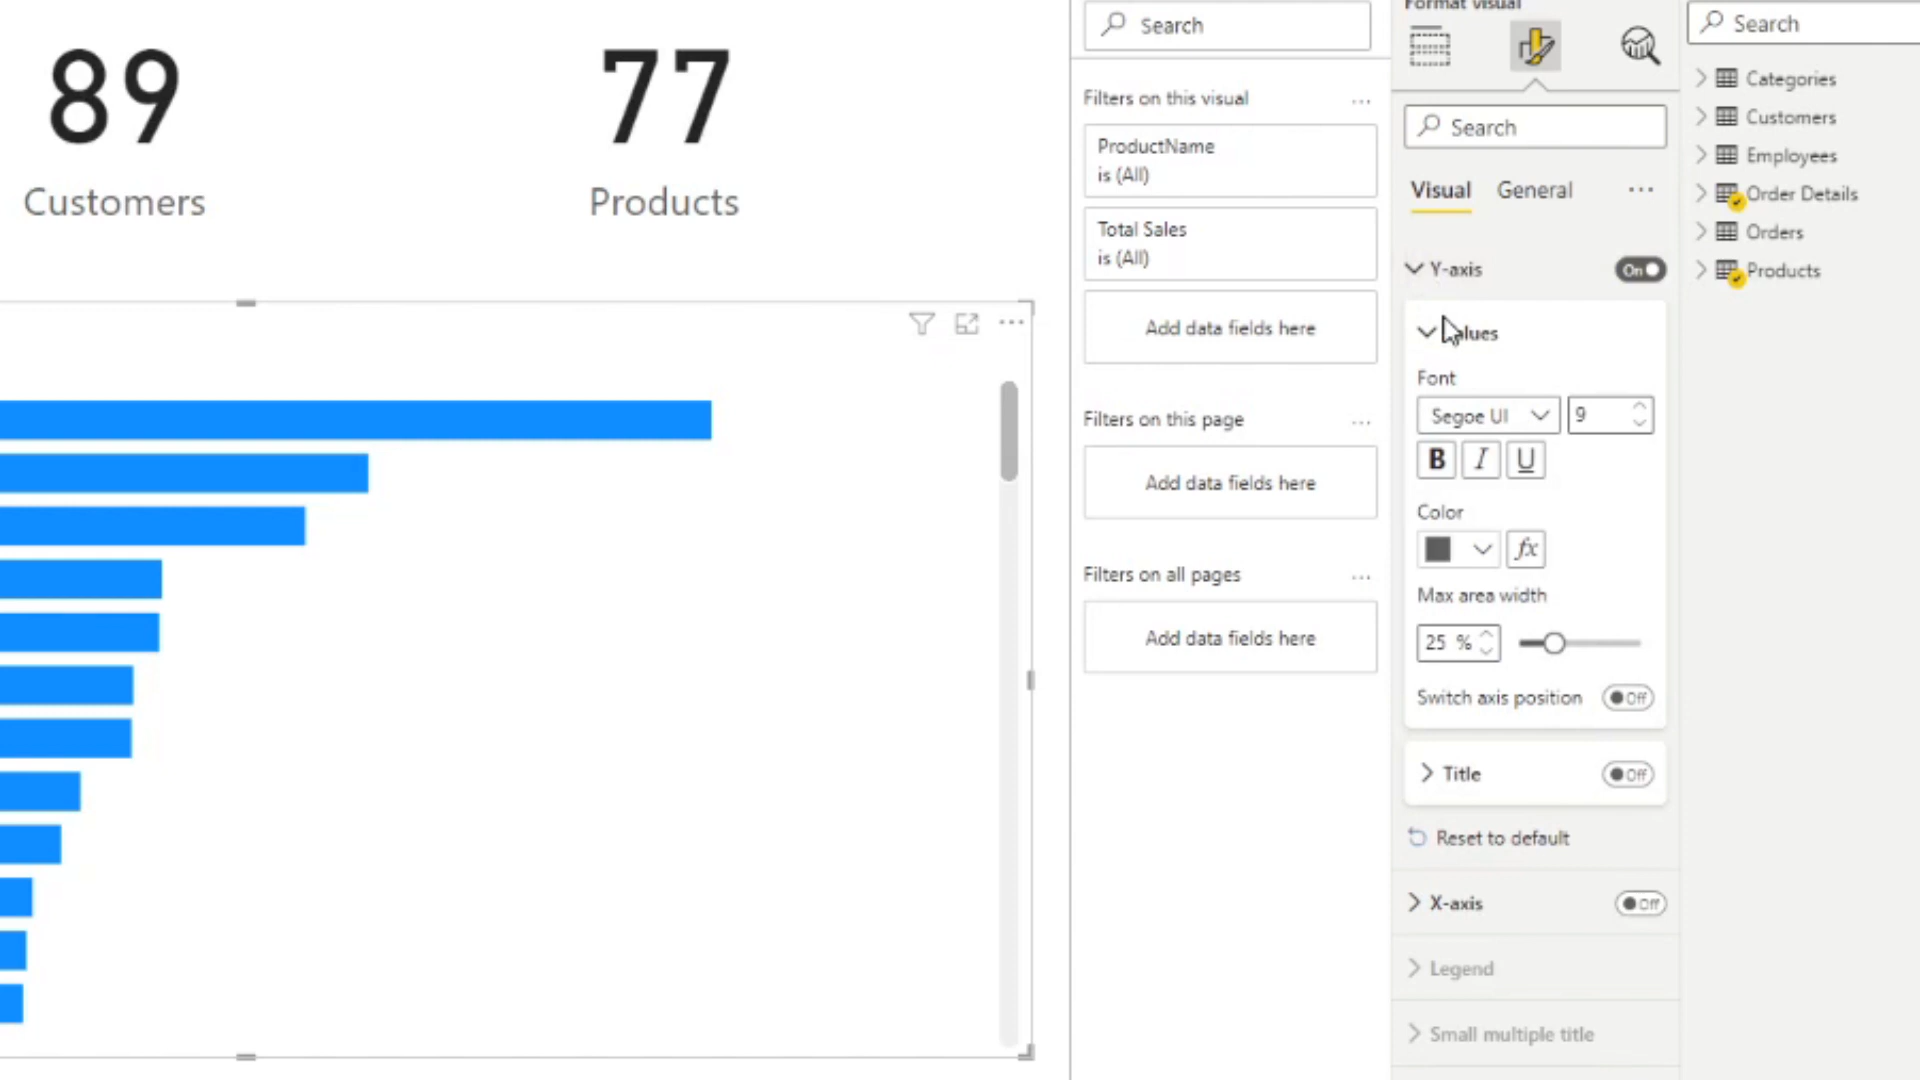 89
Customers
77
Products
Search
Filters on this visual
...
ProductName
is (All)
Total Sales
is (All)
Add data fields here
Filters on this page
...
Add data fields here
Filters on all pages
...
Add data fields here
Format visual
Search
Visual
General
...
Y-axis
On
lues
Font
Segoe UI
9
B
I
U
Color
fx
Max area width
25 %
Switch axis position
Off
Title
Off
Reset to default
X-axis
Off
Legend
Small multiple title
Search
Categories
Customers
Employees
Order Details
Orders
Products